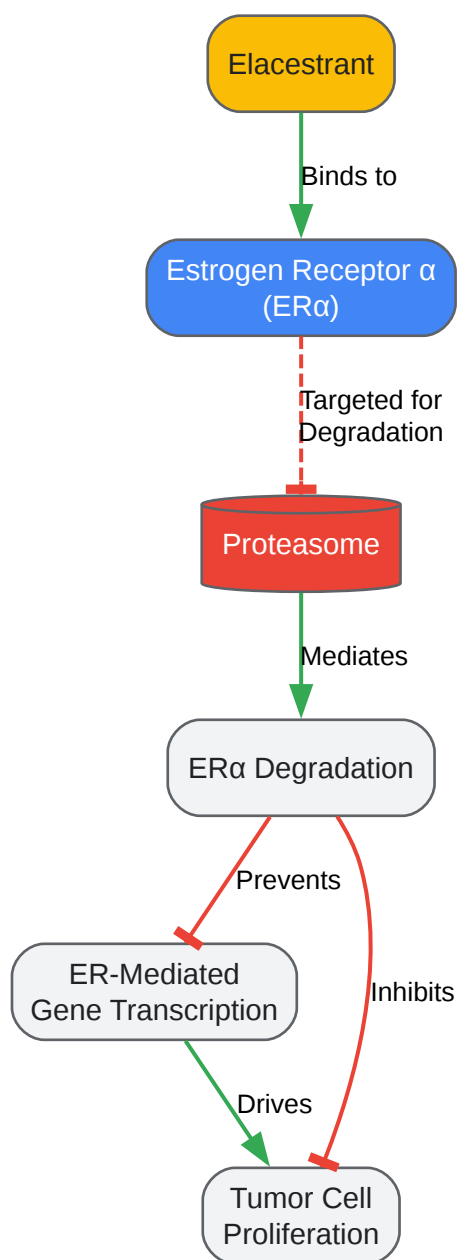 Elacestrant
Binds to
Estrogen Receptor α
(ERα)
Targeted for
Degradation
Proteasome
Mediates
ERα Degradation
Prevents
ER-Mediated
Gene Transcription
Inhibits
Drives
Tumor Cell
Proliferation